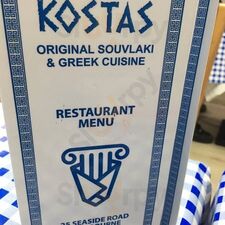 KOSTAS
ORIGINAL SOUVLAKI
& GREEK CUISINE
RESTAURANT
MENU
25 SEASIDE ROAD